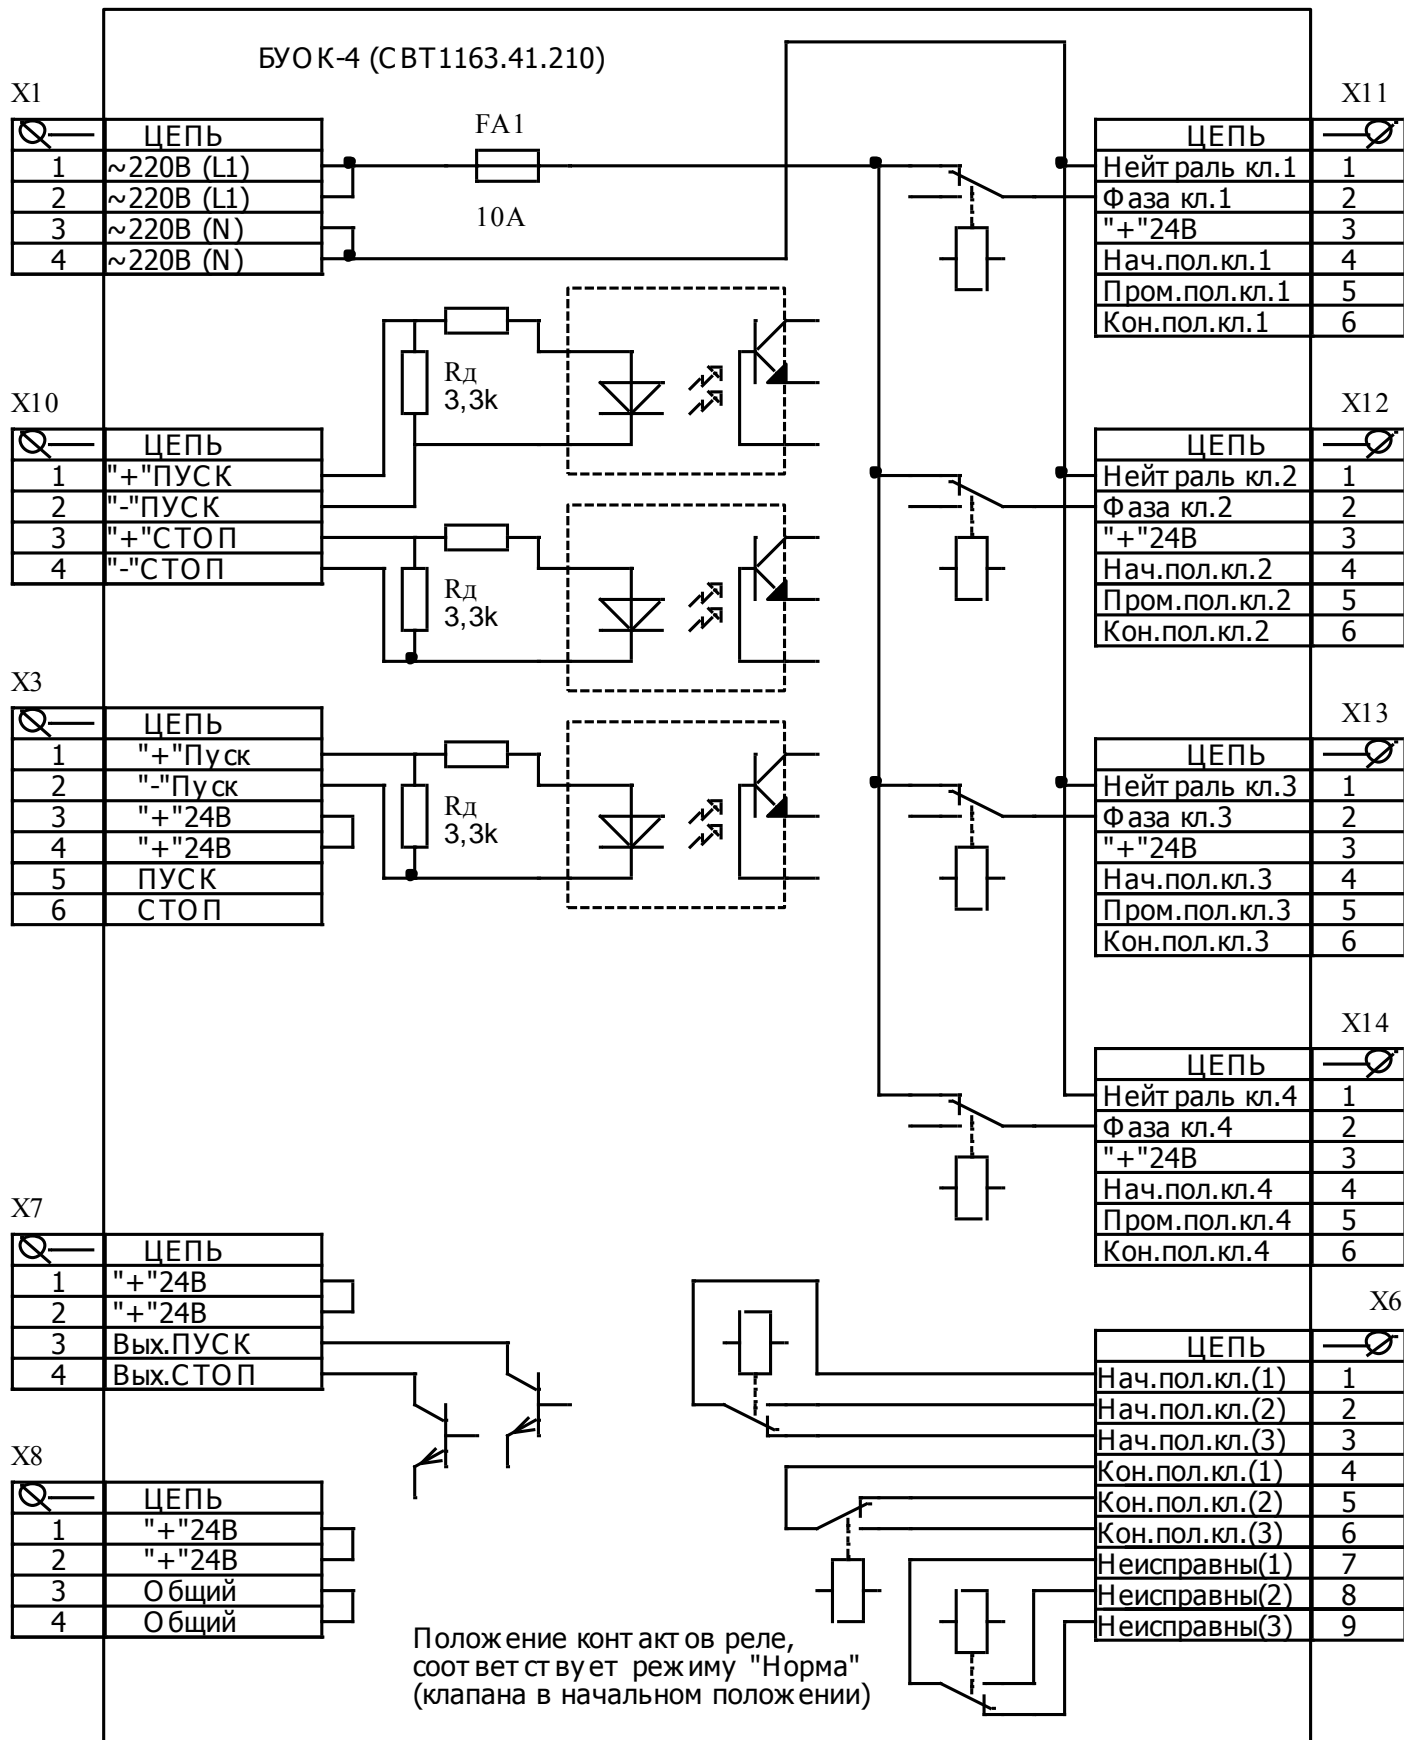 БУОК-4 (СВТ1163.41.210)
X1
ЦЕПЬ
1 ~220В (L1)
2 ~220В (L1)
3 ~220В (N)
4 ~220В (N)
FA1
10А
X10
ЦЕПЬ
1 "+"ПУСК
2 "-"ПУСК
3 "+"СТОП
4 "-"СТОП
Rд
3,3k
Rд
3,3k
X3
ЦЕПЬ
1 "+"Пуск
2 "-"Пуск
3 "+"24В
4 "+"24В
5 ПУСК
6 СТОП
Rд
3,3k
X7
ЦЕПЬ
1 "+"24В
2 "+"24В
3 Вых.ПУСК
4 Вых.СТОП
X8
ЦЕПЬ
1 "+"24В
2 "+"24В
3 Общий
4 Общий
X11
ЦЕПЬ
Нейтраль кл.1 1
Фаза кл.1 2
"+"24В 3
Нач.пол.кл.1 4
Пром.пол.кл.1 5
Кон.пол.кл.1 6
X12
ЦЕПЬ
Нейтраль кл.2 1
Фаза кл.2 2
"+"24В 3
Нач.пол.кл.2 4
Пром.пол.кл.2 5
Кон.пол.кл.2 6
X13
ЦЕПЬ
Нейтраль кл.3 1
Фаза кл.3 2
"+"24В 3
Нач.пол.кл.3 4
Пром.пол.кл.3 5
Кон.пол.кл.3 6
X14
ЦЕПЬ
Нейтраль кл.4 1
Фаза кл.4 2
"+"24В 3
Нач.пол.кл.4 4
Пром.пол.кл.4 5
Кон.пол.кл.4 6
X6
ЦЕПЬ
Нач.пол.кл.(1) 1
Нач.пол.кл.(2) 2
Нач.пол.кл.(3) 3
Кон.пол.кл.(1) 4
Кон.пол.кл.(2) 5
Кон.пол.кл.(3) 6
Неисправны(1) 7
Неисправны(2) 8
Неисправны(3) 9
Положение контактов реле,
соответствует режиму "Норма"
(клапана в начальном положении)